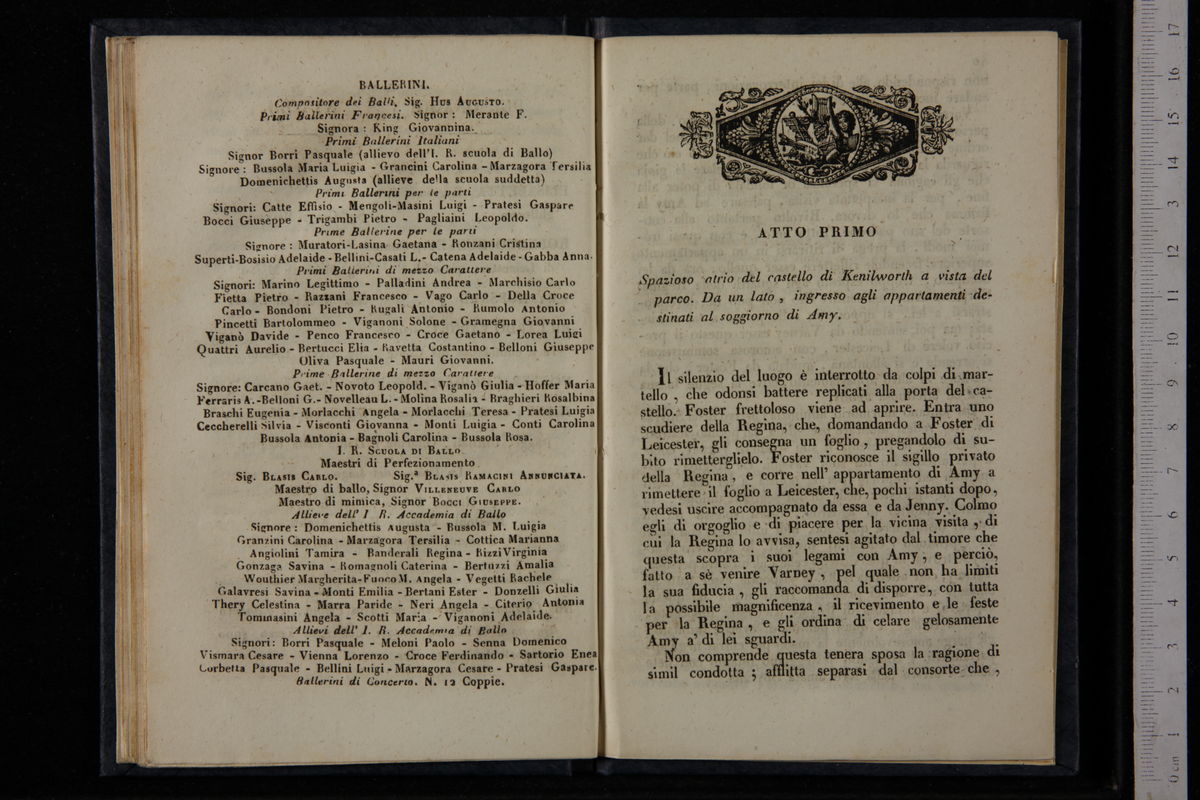 BALLERINI.
Compositore dei Balli, Sig. HUS AUGUSTO.
Primi Ballerini Francesi. Signor : Merante F.
Signora : King Giovannina.
Primi Ballerini Italiani
Signor Borri Pasquale (allievo dell'I. R. scuola di Ballo)
Signore : Bussola Maria Luigia - Grancini Carolina - Marzagora Tersilia
Domenichettis Augusta (allieve della scuola suddetta)
Primi Ballerini per le parti
Signori: Catte Effisio - Mengoli-Masini Luigi - Pratesi Gaspare
Bocci Giuseppe - Trigambi Pietro - Pagliaini Leopoldo.
Prime Ballerine per le parti
Signore : Muratori-Lasina Gaetana - Ronzani Cristina
Superti-Bosisio Adelaide - Bellini-Casati L. - Catena Adelaide - Gabba Anna.
Primi Ballerini di mezzo Carattere
Signori: Marino Legittimo - Palladini Andrea - Marchisio Carlo
Fietta Pietro - Razzani Francesco - Vago Carlo - Della Croce
Carlo - Bondoni Pietro - Rugali Antonio - Rumolo Antonio
Pincetti Bartolommeo - Viganoni Solone - Gramegna Giovanni
Viganò Davide - Penco Francesco - Croce Gaetano - Lorea Luigi
Quattri Aurelio - Bertucci Elia - Ravetta Costantino - Belloni Giuseppe
Oliva Pasquale - Mauri Giovanni.
Prime Ballerine di mezzo Carattere
Signore: Carcano Gaet. - Novoto Leopold. - Viganò Giulia - Hoffer Maria
Ferraris A. - Belloni G. - Novelleau L. - Molina Rosalia - Braghieri Rosalbina
Braschi Eugenia - Morlacchi Angela - Morlacchi Teresa - Pratesi Luigia
Ceccherelli Silvia - Visconti Giovanna - Monti Luigia - Conti Carolina
Bussola Antonia - Bagnoli Carolina - Bussola Rosa.
I. R. SCUOLA DI BALLO
Maestri di Perfezionamento
Sig. BLASIS CARLO. Sig.ª BLASIS RAMACINI ANNUNCIATA.
Maestro di ballo, Signor VILLENEUVE CARLO
Maestro di mimica, Signor BOCCI GIUSEPPE.
Allieve dell' I R. Accademia di Ballo
Signore : Domenichettis Augusta - Bussola M. Luigia
Granzini Carolina - Marzagora Tersilia - Cottica Marianna
Angiolini Tamira - Banderali Regina - Rizzi Virginia
Gonzaga Savina - Romagnoli Caterina - Bertuzzi Amalia
Wouthier Margherita - Fuoco M. Angela - Vegetti Rachele
Galavresi Savina - Monti Emilia - Bertani Ester - Donzelli Giulia
Thery Celestina - Marra Paride - Neri Angela - Citerio Antonia
Tommasini Angela - Scotti Maria - Viganoni Adelaide.
Allievi dell' I. R. Accademia di Ballo
Signori: Borri Pasquale - Meloni Paolo - Senna Domenico
Vismara Cesare - Vienna Lorenzo - Croce Ferdinando - Sartorio Enea
Corbetta Pasquale - Bellini Luigi - Marzagora Cesare - Pratesi Gaspare.
Ballerini di Concerto. N. 12 Coppie.
ATTO PRIMO
Spazioso atrio del castello di Kenilworth a vista del
parco. Da un lato , ingresso agli appartamenti de-
stinati al soggiorno di Amy.
Il silenzio del luogo è interrotto da colpi di mar-
tello , che odonsi battere replicati alla porta del ca-
stello. Foster frettoloso viene ad aprire. Entra uno
scudiere della Regina, che, domandando a Foster di
Leicester, gli consegna un foglio , pregandolo di su-
bito rimetterglielo. Foster riconosce il sigillo privato
della Regina , e corre nell' appartamento di Amy a
rimettere il foglio a Leicester, che, pochi istanti dopo,
vedesi uscire accompagnato da essa e da Jenny. Colmo
egli di orgoglio e di piacere per la vicina visita , di
cui la Regina lo avvisa, sentesi agitato dal timore che
questa scopra i suoi legami con Amy , e perciò,
fatto a sè venire Varney , pel quale non ha limiti
la sua fiducia , gli raccomanda di disporre, con tutta
la possibile magnificenza , il ricevimento e le feste
per la Regina , e gli ordina di celare gelosamente
Amy a' di lei sguardi.
Non comprende questa tenera sposa la ragione di
simil condotta ; afflitta separasi dal consorte che ,
0 cm 1 2 3 4 5 6 7 8 9 10 11 12 13 14 15 16 17